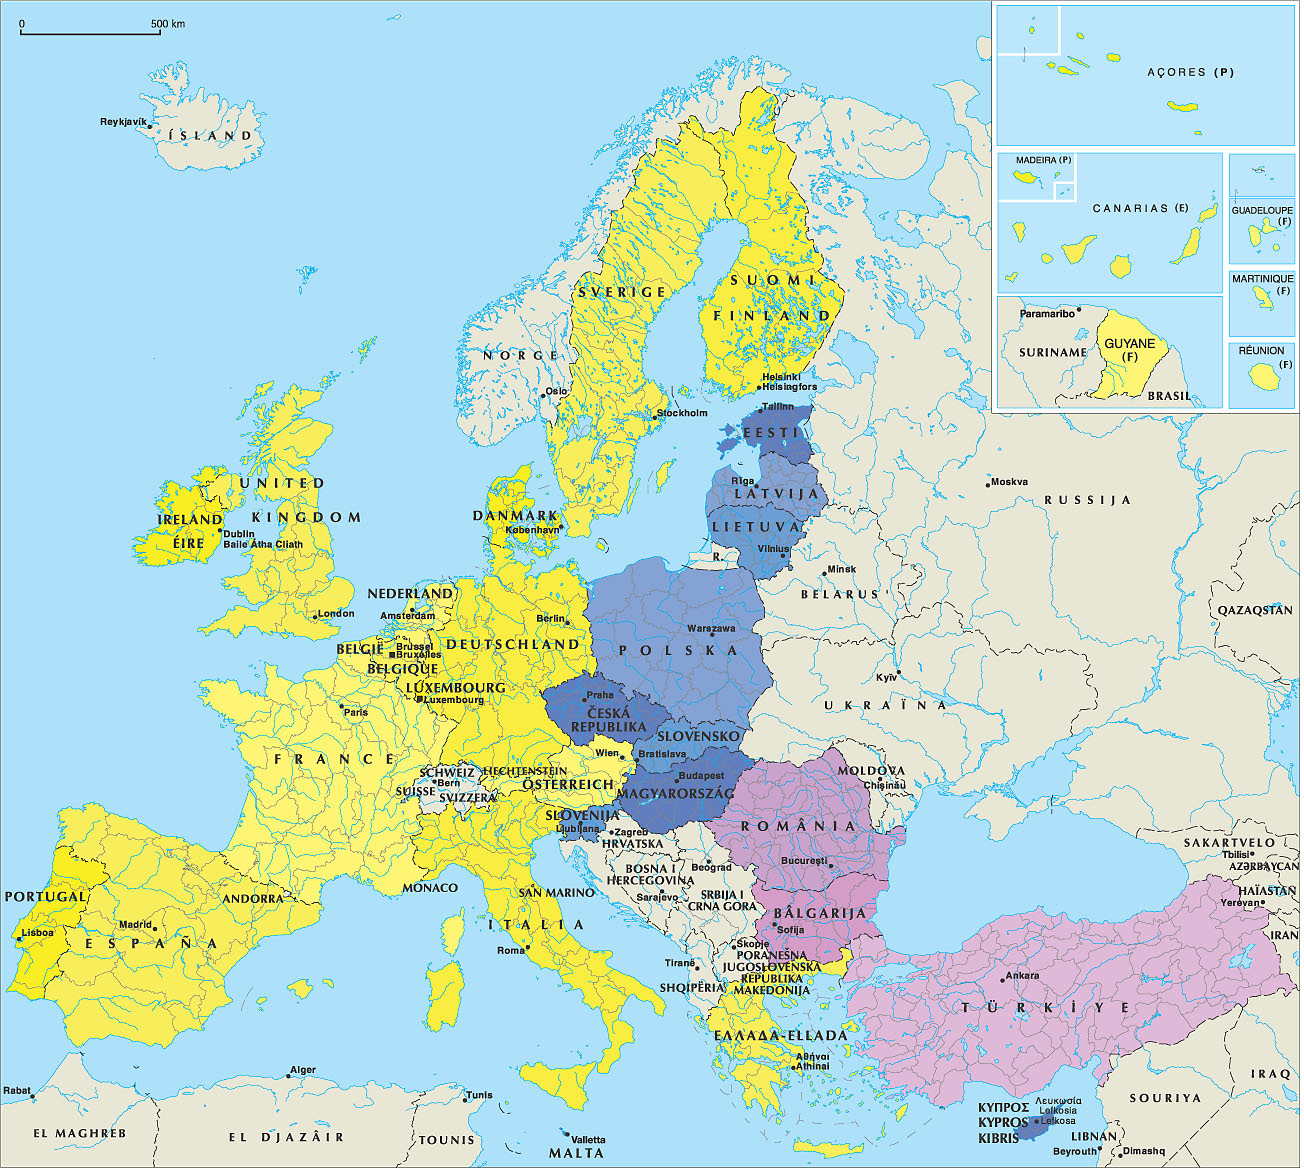 0 500 km
AÇORES (P)
Reykjavík
ÍSLAND
MADEIRA (P)
CANARIAS (E)
GUADELOUPE
(F)
MARTINIQUE
(F)
Paramaribo
SURINAME
GUYANE
(F)
BRASIL
RÉUNION
(F)
SVERIGE
SUOMI
FINLAND
NORGE
Oslo
Helsinki
Helsingfors
Stockholm
Tallinn
EESTI
Rīga
LATVIJA
LIETUVA
Vilnius
R.
Moskva
RUSSIJA
UNITED
KINGDOM
IRELAND
ÉIRE
Dublin
Baile Átha Cliath
London
DANMARK
København
Minsk
BELARUS'
QAZAQSTAN
NEDERLAND
Amsterdam
Berlin
DEUTSCHLAND
BELGIË
Brussel
Bruxelles
BELGIQUE
LUXEMBOURG
Luxembourg
Warszawa
POLSKA
Kyïv
UKRAÏNA
Paris
FRANCE
Praha
ČESKÁ
REPUBLIKA
SLOVENSKO
Bratislava
Wien
ÖSTERREICH
LIECHTENSTEIN
SCHWEIZ
Bern
SUISSE
SVIZZERA
Budapest
MAGYARORSZÁG
MOLDOVA
Chişinău
SLOVENIJA
Ljubljana
Zagreb
HRVATSKA
ROMÂNIA
Bucureşti
BOSNA I
HERCEGOVINA
Sarajevo
Beograd
SRBIJA I
CRNA GORA
BÂLGARIJA
Sofija
SAKARTVELO
Tbilisi
AZƏRBAYCAN
HAÏASTAN
Yerevan
IRAN
MONACO
SAN MARINO
ANDORRA
PORTUGAL
Lisboa
Madrid
ESPAÑA
ITALIA
Roma
Skopje
PORANEŠNA
JUGOSLOVENSKA
REPUBLIKA
MAKEDONIJA
Tiranë
SHQIPËRIA
ΕΛΛΑΔΑ-ELLADA
Αθήναι
Athinai
Ankara
TÜRKİYE
Rabat
EL MAGHREB
Alger
EL DJAZÂIR
Tunis
TOUNIS
Valletta
MALTA
ΚΥΠΡΟΣ
KYPROS
KIBRIS
Λευκωσία
Lefkosia
Lefkosa
LIBNAN
Beyrouth
Dimashq
SOURIYA
IRAQ